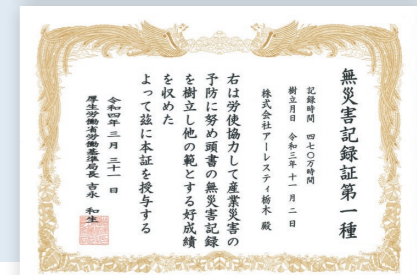 無災害記録証第一種
記録時間 四七〇万時間
樹立月日 令和三年十一月二日
株式会社アーレスティ栃木 殿
右は労使協力して産業災害の
予防に努め頭書の無災害記録
を樹立し他の範とする好成績
を収めた
よって茲に本証を授与する
令和四年三月三十一日
厚生労働省労働基準局長 吉永和生